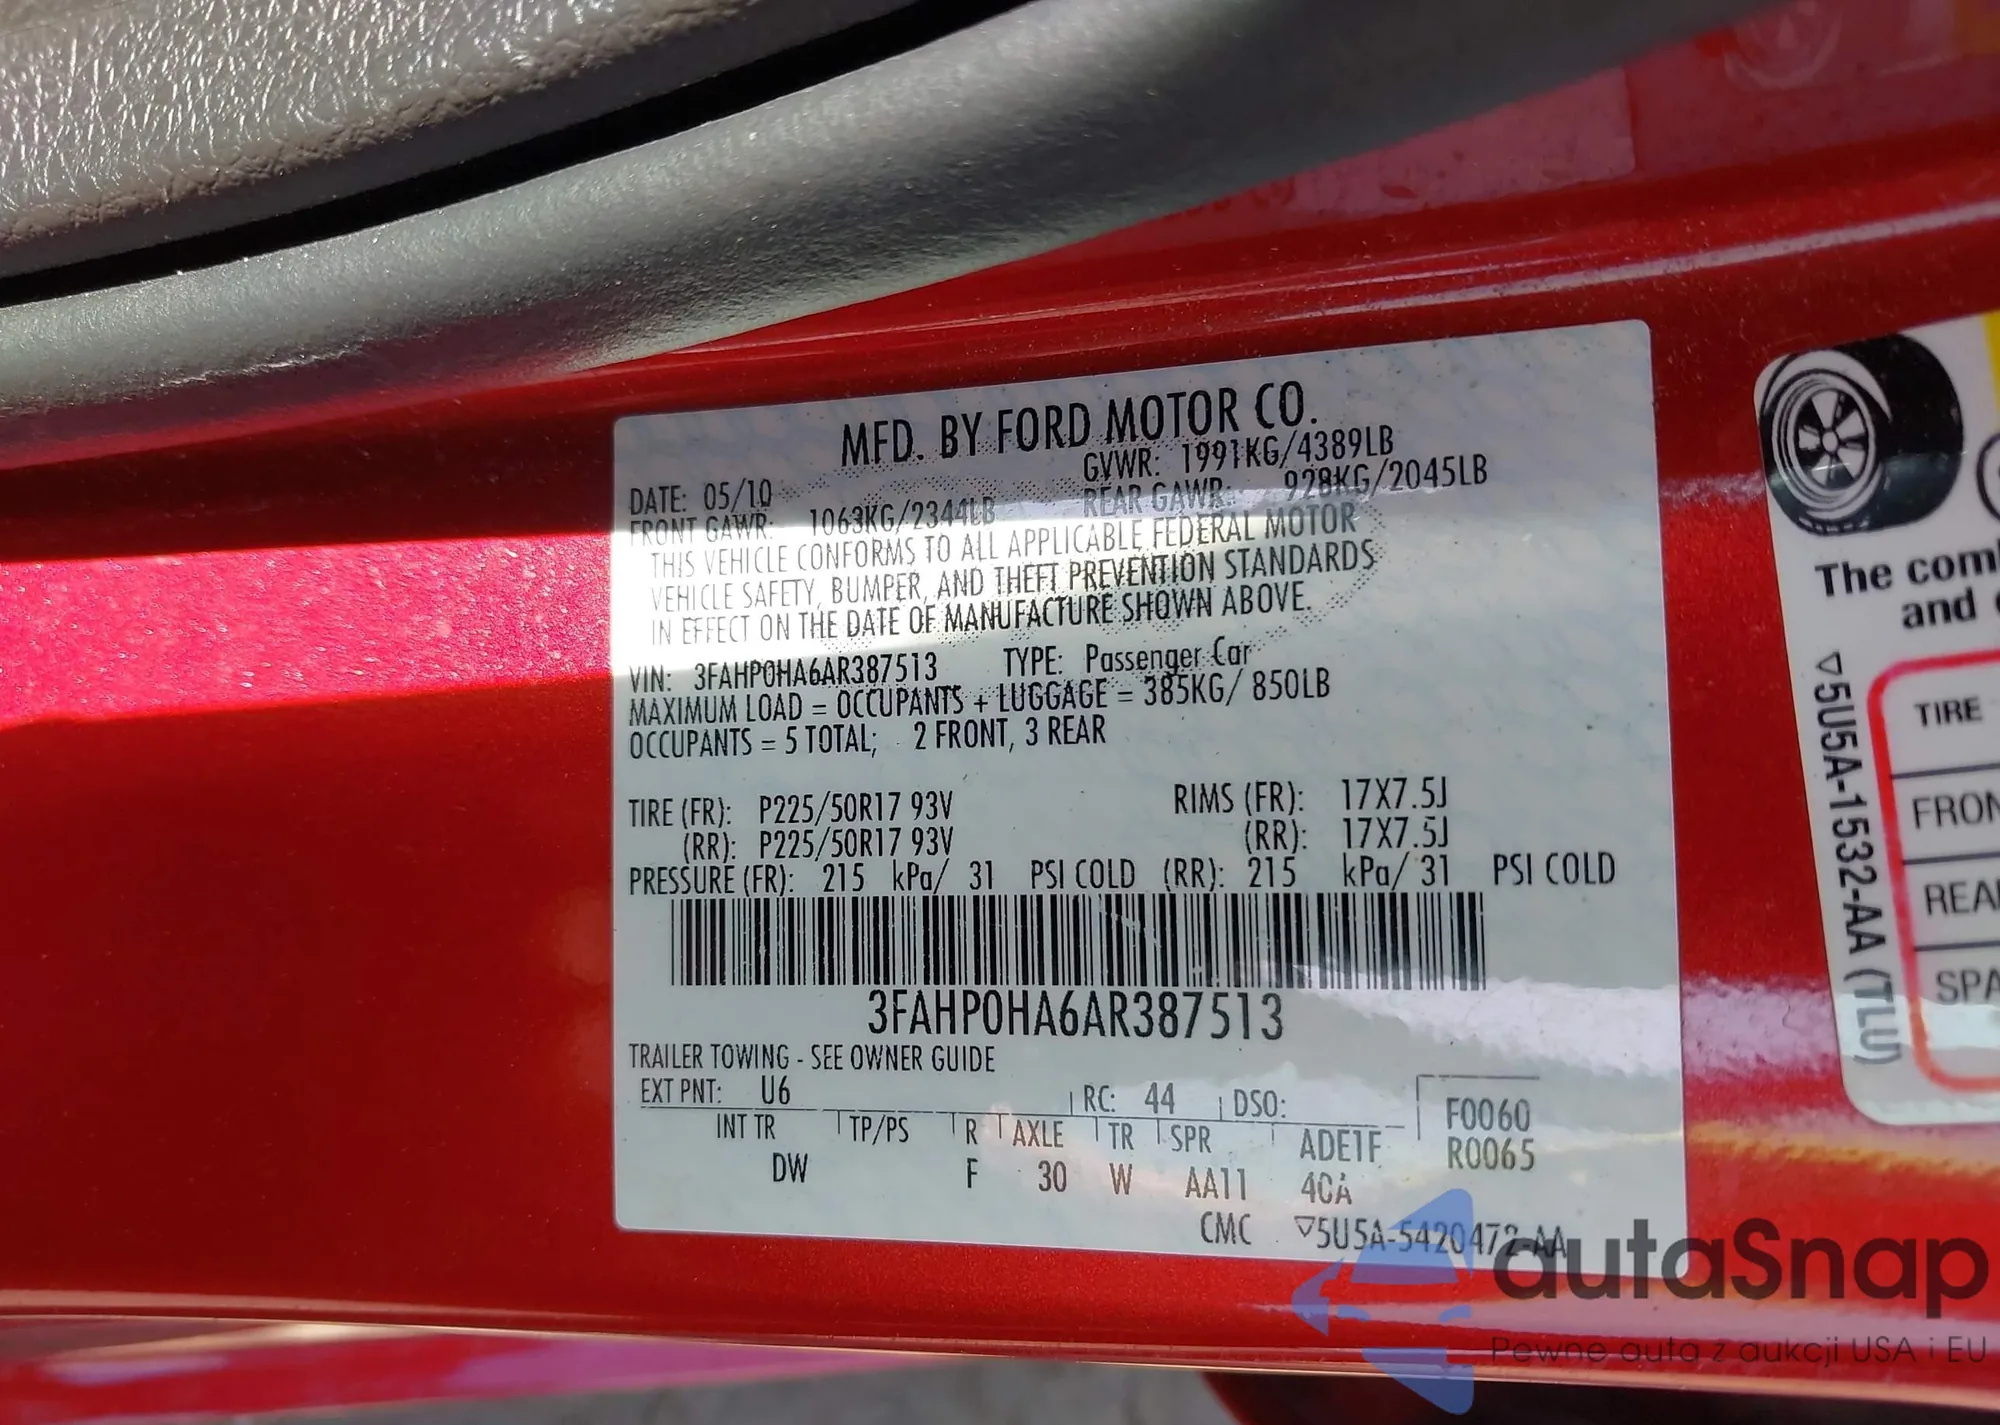 MFD. BY FORD MOTOR CO.
DATE: 05/10 GVWR: 1991KG/4389LB
FRONT GAWR: 1063KG/2344LB REAR GAWR: 928KG/2045LB
THIS VEHICLE CONFORMS TO ALL APPLICABLE FEDERAL MOTOR
VEHICLE SAFETY, BUMPER, AND THEFT PREVENTION STANDARDS
IN EFFECT ON THE DATE OF MANUFACTURE SHOWN ABOVE.
VIN: 3FAHP0HA6AR387513 TYPE: Passenger Car
MAXIMUM LOAD = OCCUPANTS + LUGGAGE = 385KG/ 850LB
OCCUPANTS = 5 TOTAL; 2 FRONT, 3 REAR
TIRE (FR): P225/50R17 93V RIMS (FR): 17X7.5J
(RR): P225/50R17 93V (RR): 17X7.5J
PRESSURE (FR): 215 kPa/ 31 PSI COLD (RR): 215 kPa/ 31 PSI COLD
3FAHP0HA6AR387513
TRAILER TOWING - SEE OWNER GUIDE
EXT PNT: U6 RC: 44 DSO: F0060
INT TR TP/PS R AXLE TR SPR ADE1F R0065
DW F 30 W AA11 4CA
CMC ▽5U5A-5420472-AA
The com
and
▽5U5A-1532-AA (TLU)
TIRE
FRON
REA
SPA
autaSnap
Pewne auta z aukcji USA i EU